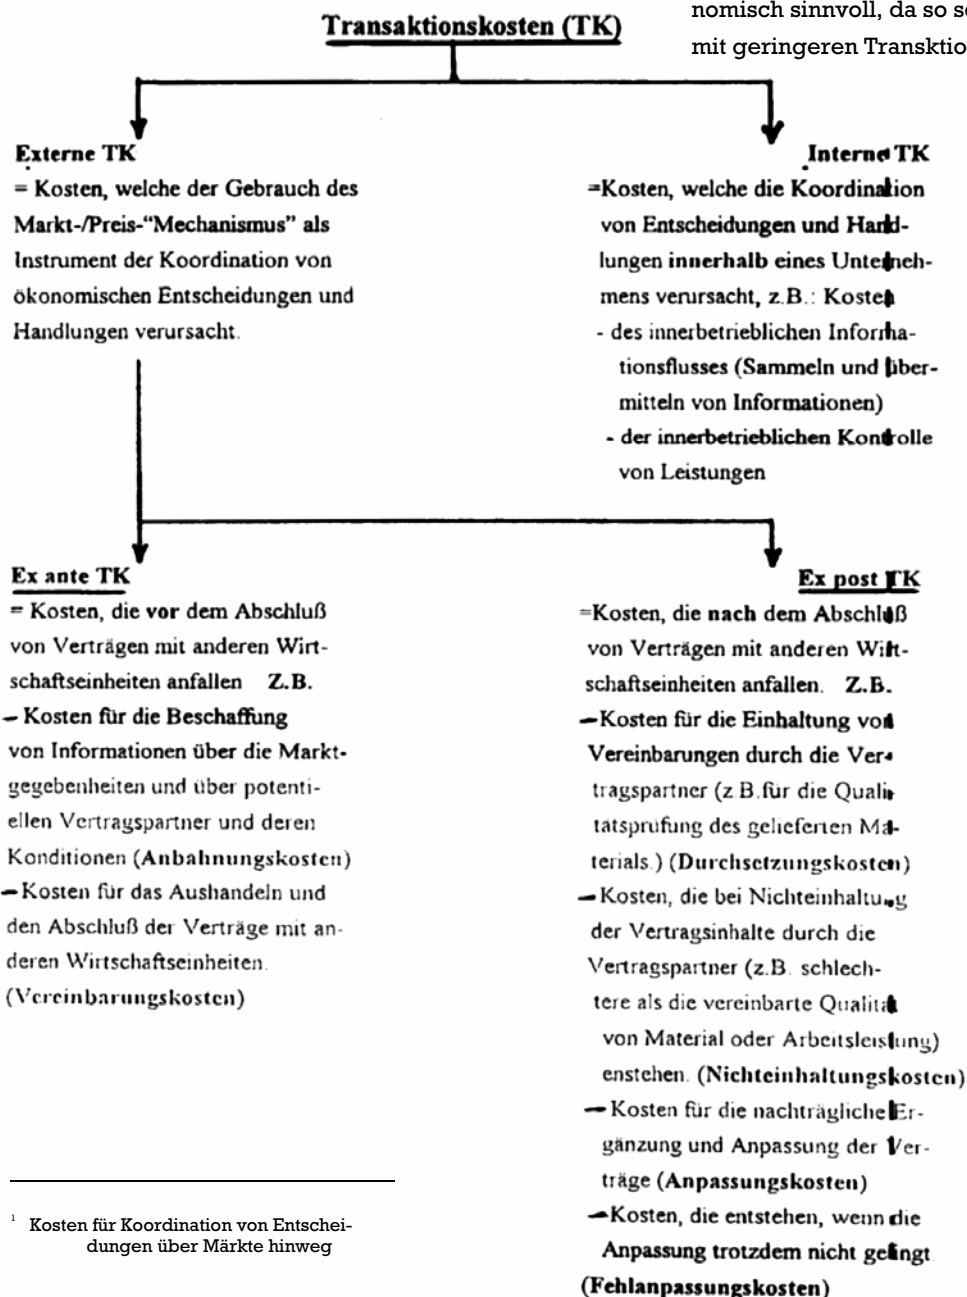 nomisch sinnvoll, da so
mit geringeren Transktio
Transaktionskosten (TK)
Externe TK
= Kosten, welche der Gebrauch des
Markt-/Preis-“Mechanismus” als
Instrument der Koordination von
ökonomischen Entscheidungen und
Handlungen verursacht.
Interne TK
=Kosten, welche die Koordination
von Entscheidungen und Hand-
lungen innerhalb eines Unterneh-
mens verursacht, z.B.: Kosten
- des innerbetrieblichen Informa-
tionsflusses (Sammeln und Über-
mitteln von Informationen)
- der innerbetrieblichen Kontrolle
von Leistungen
Ex ante TK
= Kosten, die vor dem Abschluß
von Verträgen mit anderen Wirt-
schaftseinheiten anfallen Z.B.
- Kosten für die Beschaffung
von Informationen über die Markt-
gegebenheiten und über potenti-
ellen Vertragspartner und deren
Konditionen (Anbahnungskosten)
- Kosten für das Aushandeln und
den Abschluß der Verträge mit an-
deren Wirtschaftseinheiten.
(Vereinbarungskosten)
Ex post TK
=Kosten, die nach dem Abschluß
von Verträgen mit anderen Wirt-
schaftseinheiten anfallen. Z.B.
-Kosten für die Einhaltung von
Vereinbarungen durch die Ver-
tragspartner (z.B.für die Quali-
tätsprüfung des gelieferten Ma-
terials.) (Durchsetzungskosten)
- Kosten, die bei Nichteinhaltung
der Vertragsinhalte durch die
Vertragspartner (z.B. schlech-
tere als die vereinbarte Qualität
von Material oder Arbeitsleistung)
enstehen. (Nichteinhaltungskosten)
- Kosten für die nachträgliche Er-
gänzung und Anpassung der Ver-
träge (Anpassungskosten)
-Kosten, die entstehen, wenn die
Anpassung trotzdem nicht gelingt.
(Fehlanpassungskosten)
1 Kosten für Koordination von Entschei-
dungen über Märkte hinweg